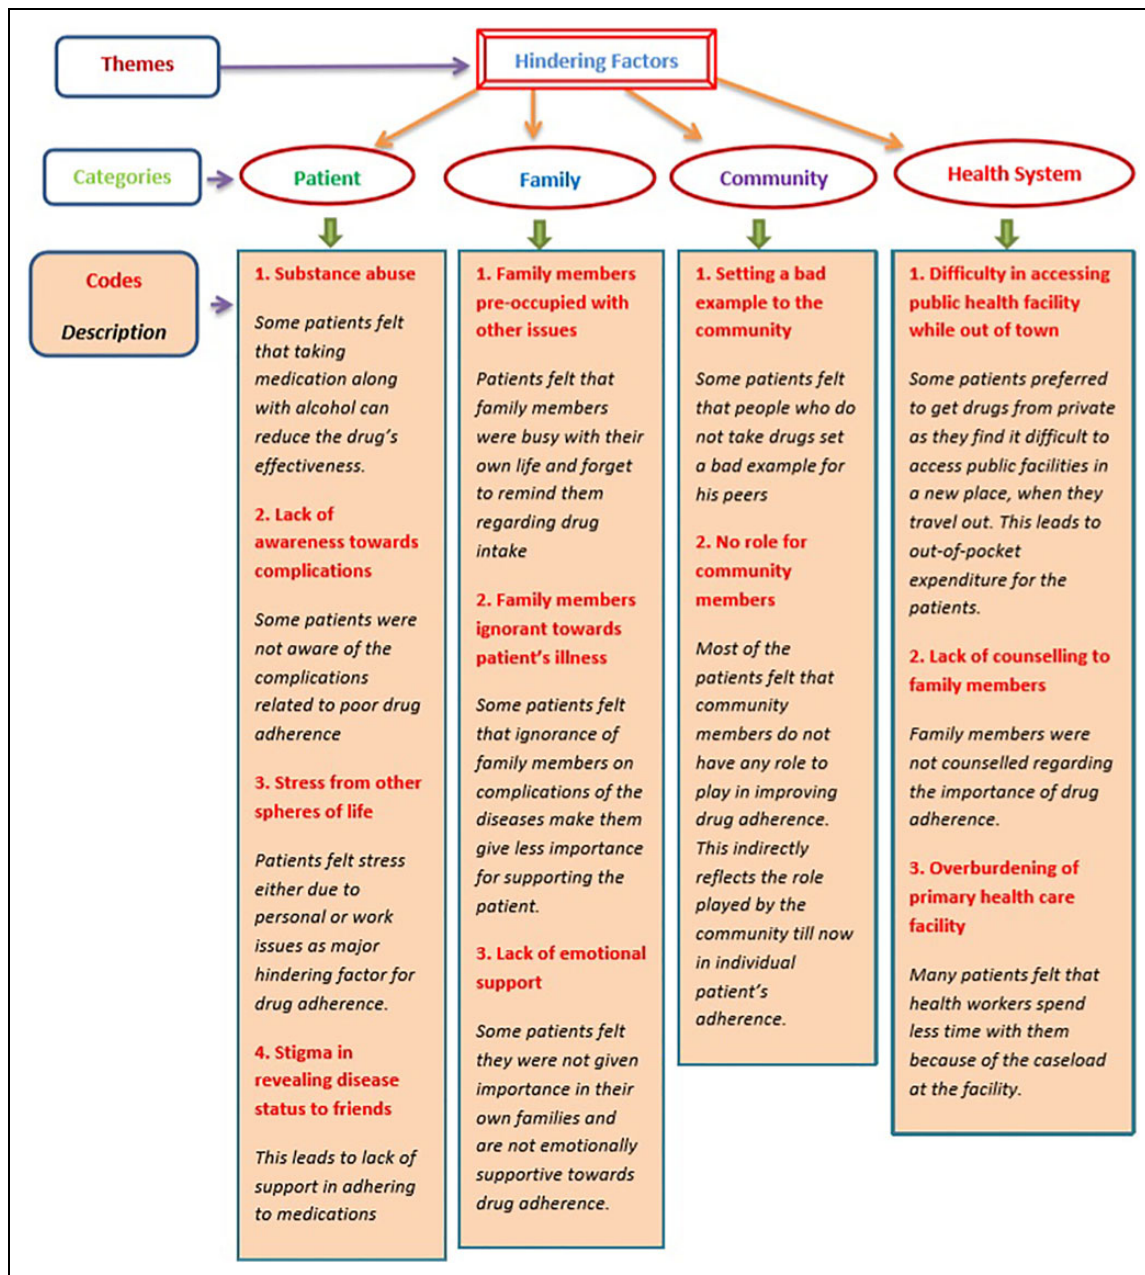 Themes
Hindering Factors
Categories
Patient
Family
Community
Health System
Codes
Description
1. Substance abuse
Some patients felt
that taking
medication along
with alcohol can
reduce the drug's
effectiveness.
2. Lack of
awareness towards
complications
Some patients were
not aware of the
complications
related to poor drug
adherence
3. Stress from other
spheres of life
Patients felt stress
either due to
personal or work
issues as major
hindering factor for
drug adherence.
4. Stigma in
revealing disease
status to friends
This leads to lack of
support in adhering
to medications
1. Family members
pre-occupied with
other issues
Patients felt that
family members
were busy with their
own life and forget
to remind them
regarding drug
intake
2. Family members
ignorant towards
patient's illness
Some patients felt
that ignorance of
family members on
complications of the
diseases make them
give less importance
for supporting the
patient.
3. Lack of emotional
support
Some patients felt
they were not given
importance in their
own families and
are not emotionally
supportive towards
drug adherence.
1. Setting a bad
example to the
community
Some patients felt
that people who do
not take drugs set
a bad example for
his peers
2. No role for
community
members
Most of the
patients felt that
community
members do not
have any role to
play in improving
drug adherence.
This indirectly
reflects the role
played by the
community till now
in individual
patient's
adherence.
1. Difficulty in accessing
public health facility
while out of town
Some patients preferred
to get drugs from private
as they find it difficult to
access public facilities in
a new place, when they
travel out. This leads to
out-of-pocket
expenditure for the
patients.
2. Lack of counselling to
family members
Family members were
not counselled regarding
the importance of drug
adherence.
3. Overburdening of
primary health care
facility
Many patients felt that
health workers spend
less time with them
because of the caseload
at the facility.